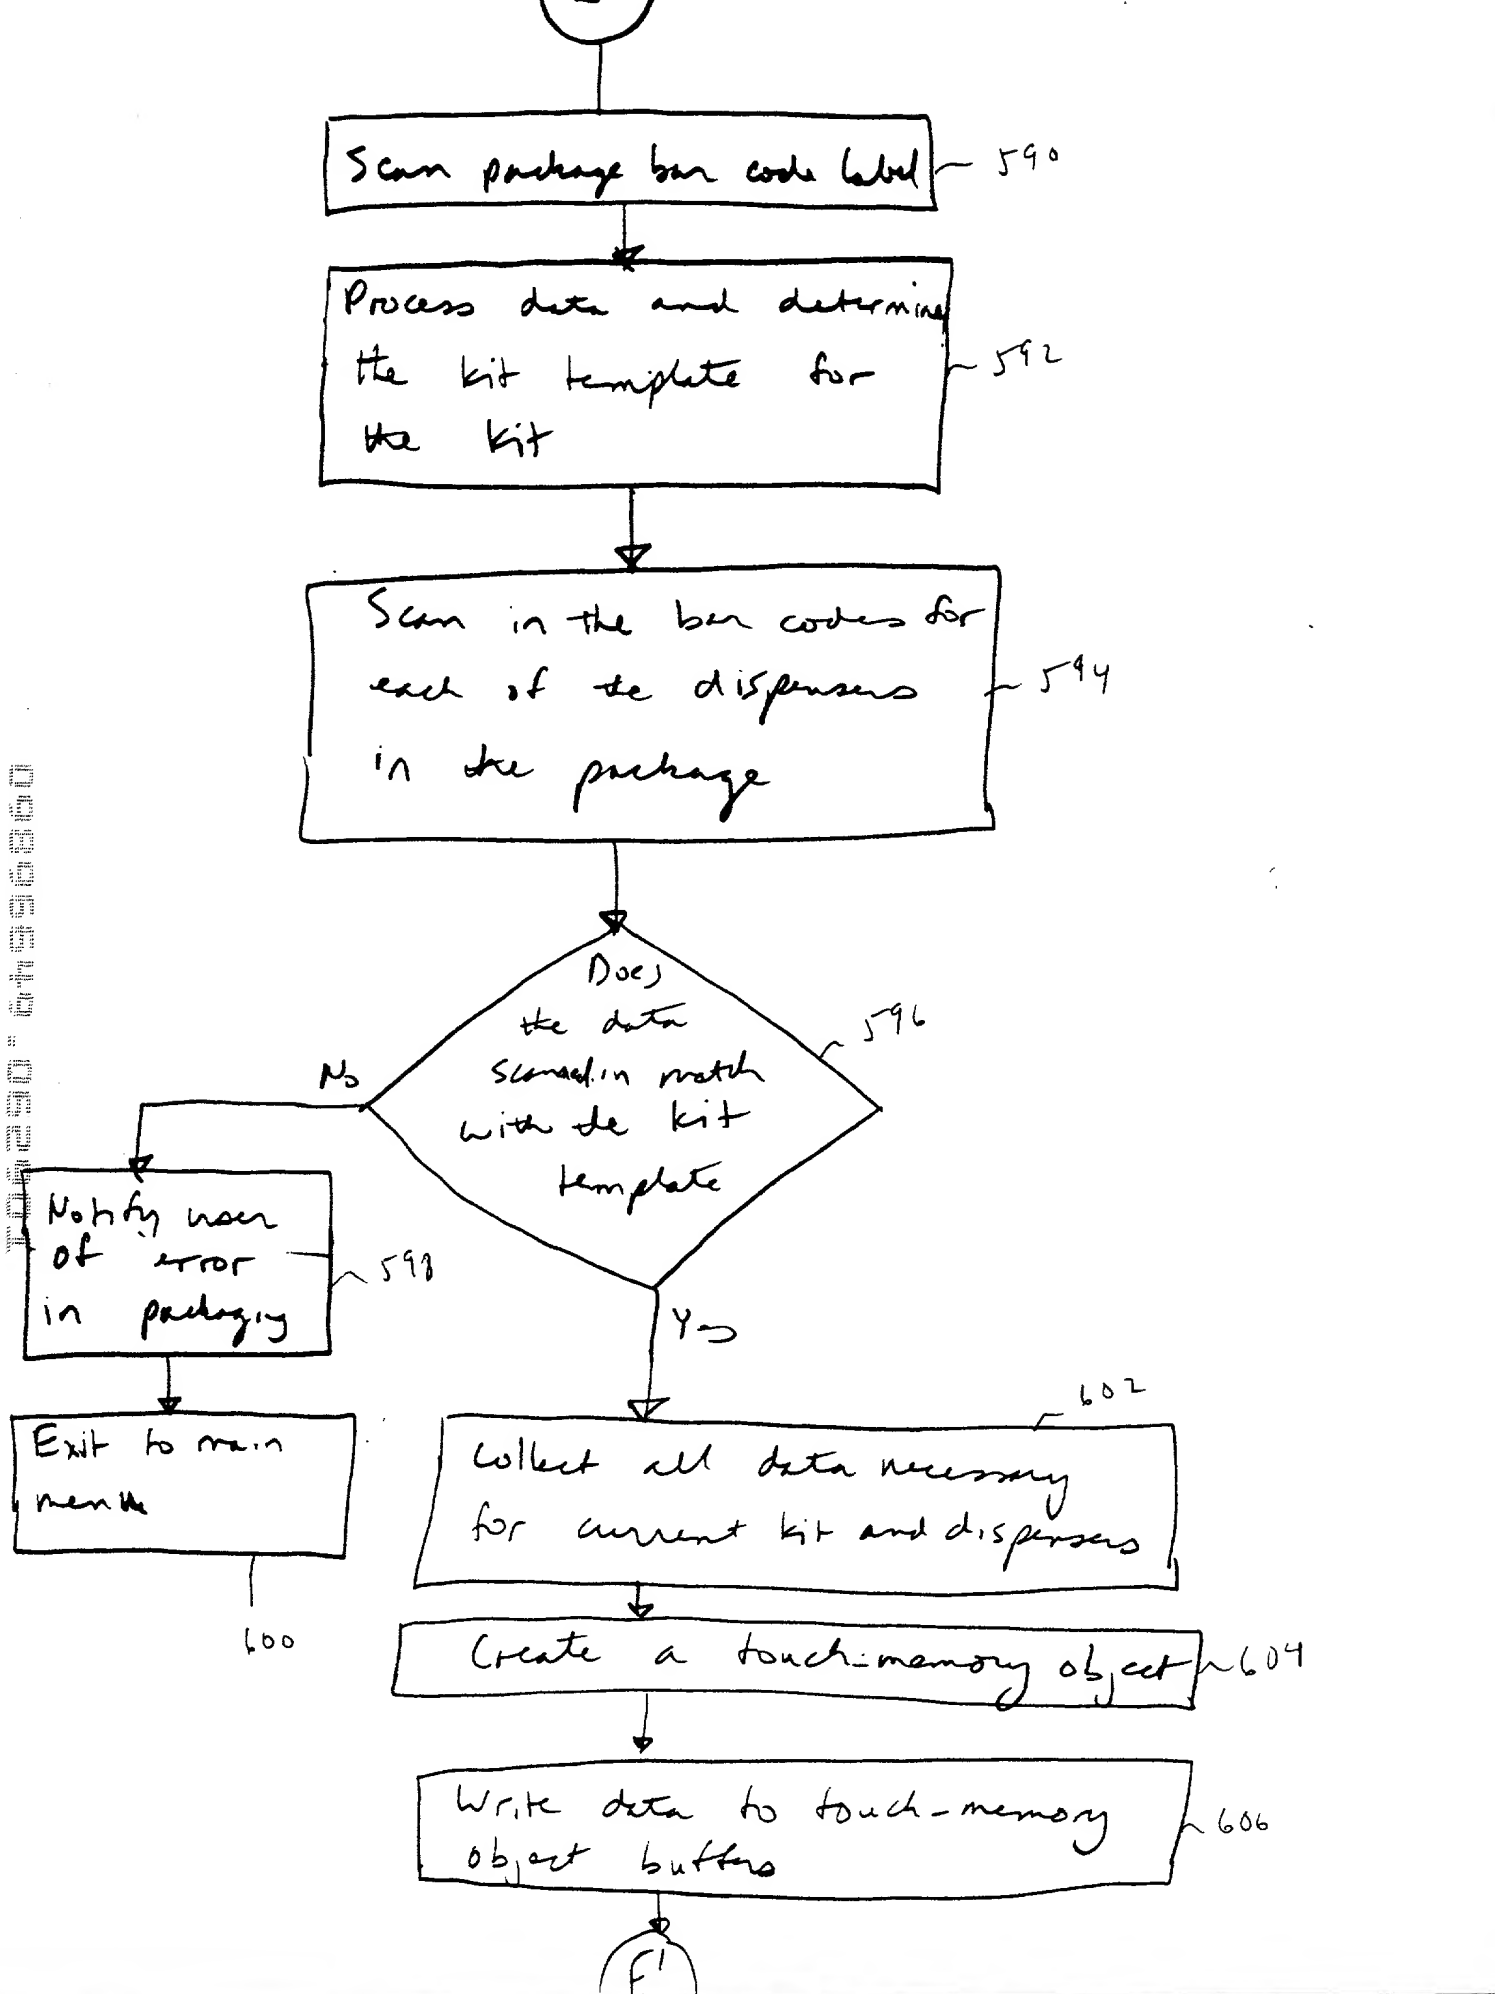 Scan package bar code label
590
Process data and determine
the kit template for
the kit
592
Scan in the bar codes for
each of the dispensers
in the package
594
Does
the data
scanned in match
with the kit
template
596
No
Notify user
of error
in packaging
598
Exit to main
menu
600
Yes
602
Collect all data necessary
for current kit and dispensers
Create a touch-memory object
604
Write data to touch-memory
object buffers
606